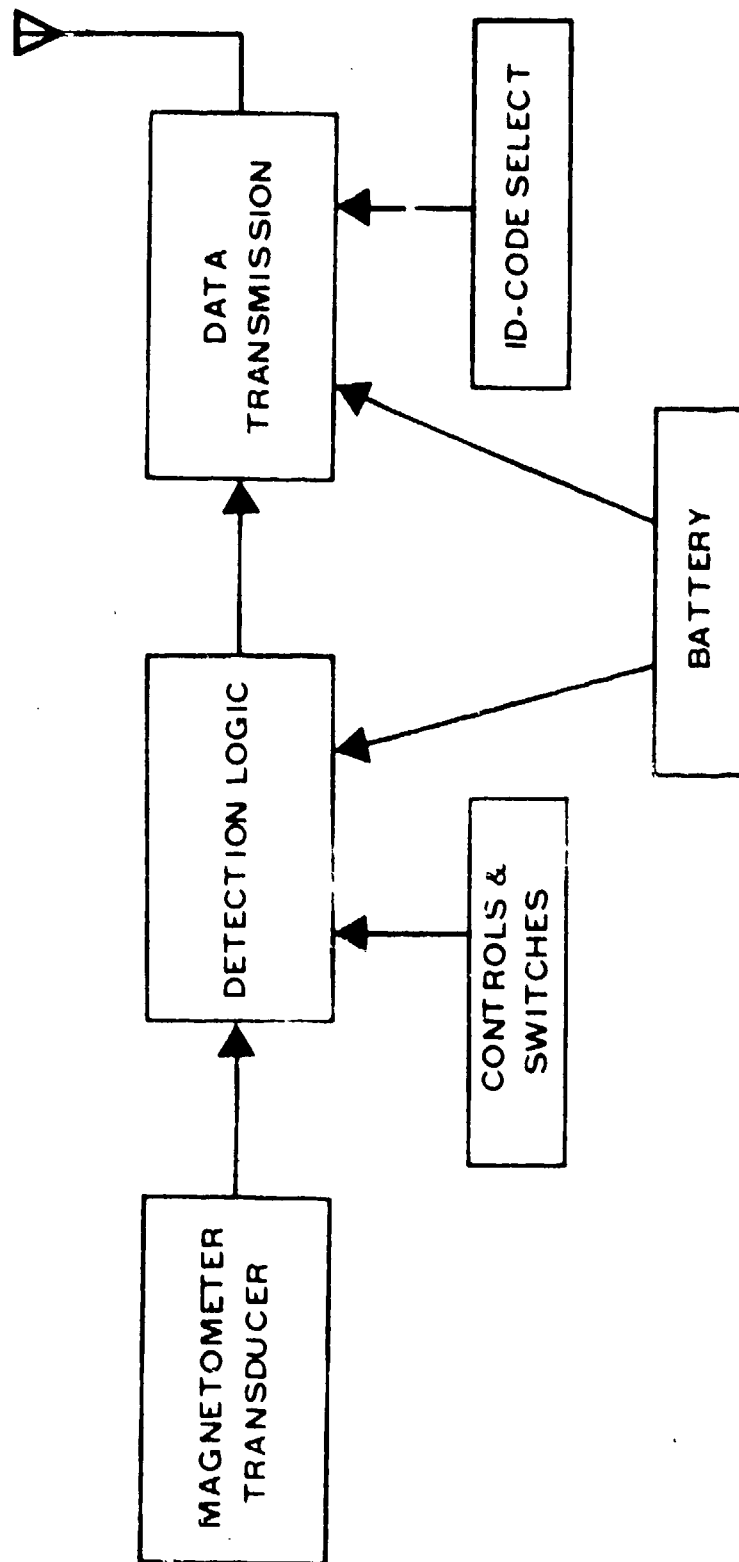 MAGNETOMETER
TRANSDUCER
DETECTION LOGIC
DATA
TRANSMISSION
CONTROLS &
SWITCHES
ID-CODE SELECT
BATTERY